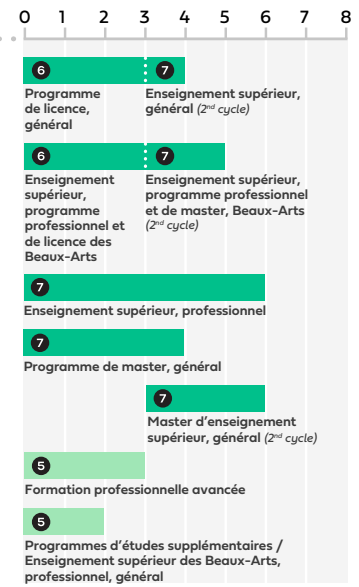 0 1 2 3 4 5 6 7 8
6 7
Programme
de licence,
général
Enseignement supérieur,
général (2nd cycle)
6 7
Enseignement
supérieur,
programme
professionnel et
de licence des
Beaux-Arts
Enseignement supérieur,
programme professionnel
et de master, Beaux-Arts
(2nd cycle)
7
Enseignement supérieur, professionnel
7
Programme de master, général
7
Master d'enseignement
supérieur, général (2nd cycle)
5
Formation professionnelle avancée
5
Programmes d'études supplémentaires /
Enseignement supérieur des Beaux-Arts,
professionnel, général